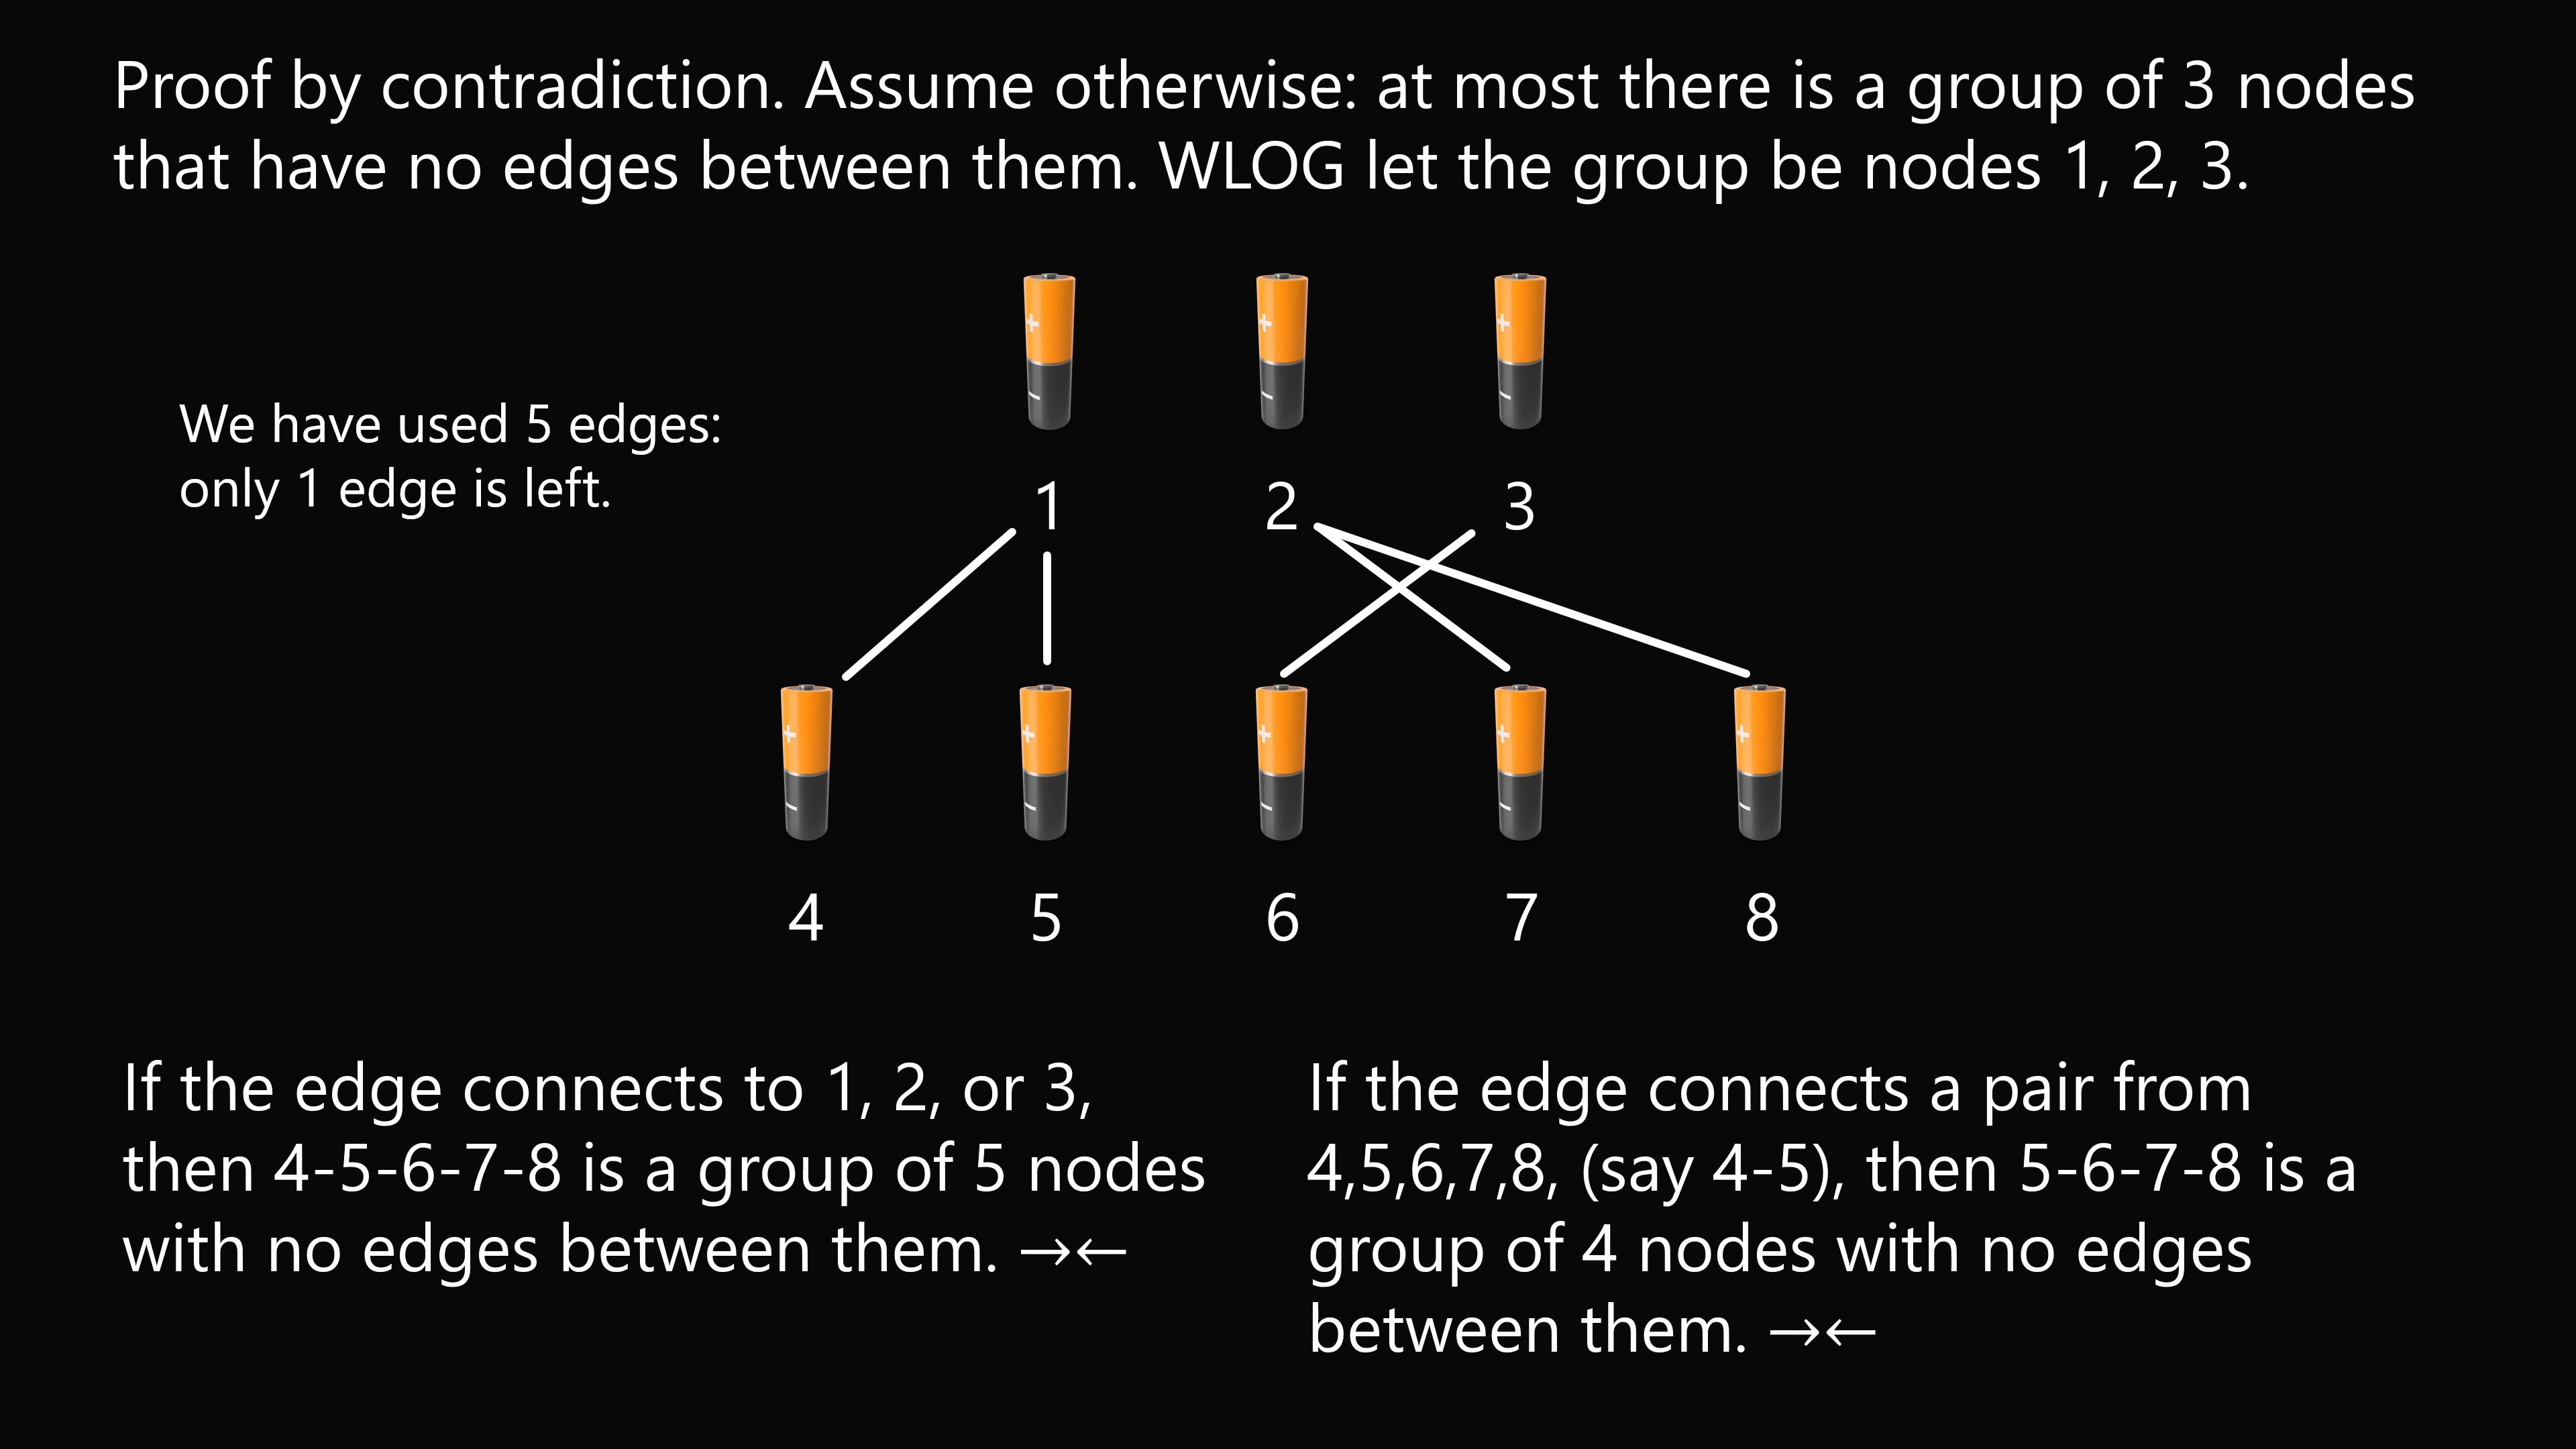 Proof by contradiction. Assume otherwise: at most there is a group of 3 nodes
that have no edges between them. WLOG let the group be nodes 1, 2, 3.
We have used 5 edges:
only 1 edge is left.
+ + +
− − −
1 2 3
+ + + + +
− − − − −
4 5 6 7 8
If the edge connects to 1, 2, or 3,
then 4-5-6-7-8 is a group of 5 nodes
with no edges between them. →←
If the edge connects a pair from
4,5,6,7,8, (say 4-5), then 5-6-7-8 is a
group of 4 nodes with no edges
between them. →←